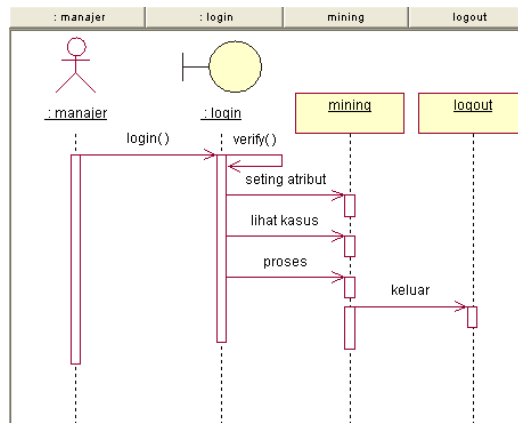 : manajer : login mining logout
: manajer : login mining logout
login() verify()
seting atribut
lihat kasus
proses
keluar